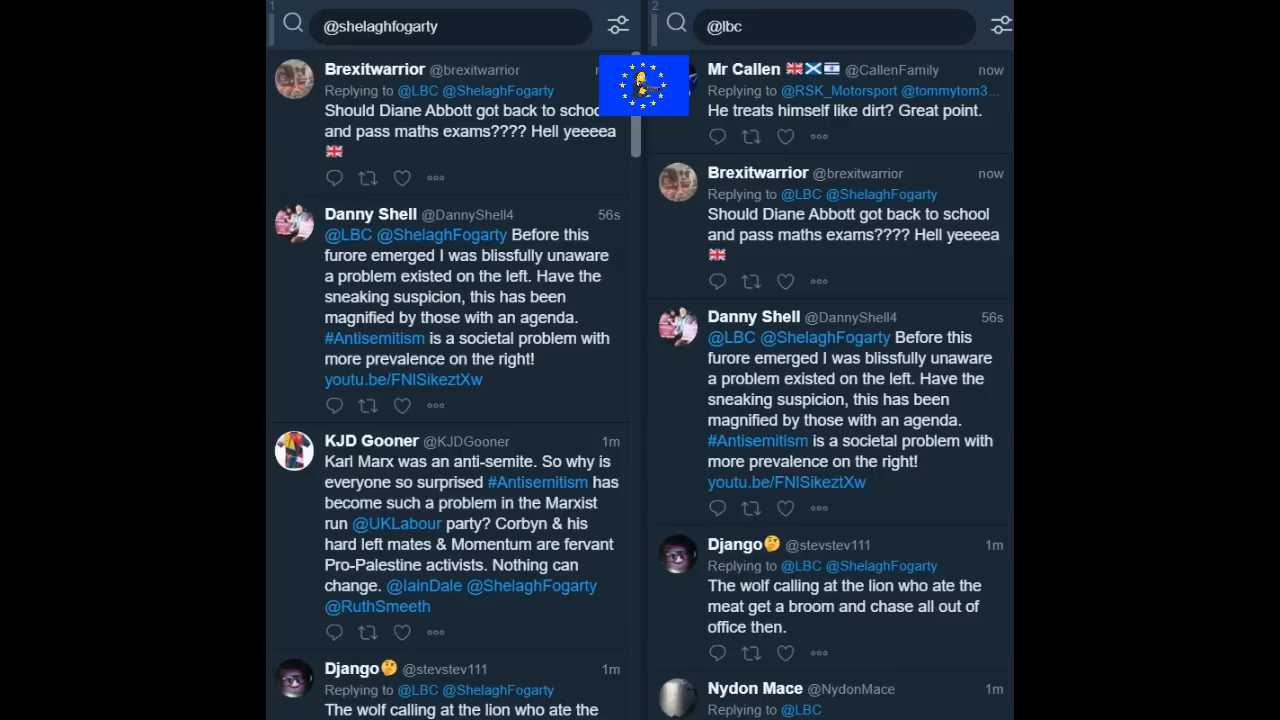 1
@shelaghfogarty
Brexitwarrior @brexitwarrior
Replying to @LBC @ShelaghFogarty
Should Diane Abbott got back to
and pass maths exams???? Hell yeeeea
🇬🇧
Danny Shell @DannyShell4 56s
@LBC @ShelaghFogarty Before this
furore emerged I was blissfully unaware
a problem existed on the left. Have the
sneaking suspicion, this has been
magnified by those with an agenda.
#Antisemitism is a societal problem with
more prevalence on the right!
youtu.be/FNlSikeztXw
KJD Gooner @KJDGooner 1m
Karl Marx was an anti-semite. So why is
everyone so surprised #Antisemitism has
become such a problem in the Marxist
run @UKLabour party? Corbyn & his
hard left mates & Momentum are fervant
Pro-Palestine activists. Nothing can
change. @IainDale @ShelaghFogarty
@RuthSmeeth
Django🤔 @stevstev111 1m
Replying to @LBC @ShelaghFogarty
The wolf calling at the lion who ate the
2
@lbc
Mr Callen 🇬🇧🏴󠁧󠁢󠁳󠁣󠁴󠁿🇮🇱 @CallenFamily now
Replying to @RSK_Motorsport @tommytom3...
He treats himself like dirt? Great point.
Brexitwarrior @brexitwarrior now
Replying to @LBC @ShelaghFogarty
Should Diane Abbott got back to school
and pass maths exams???? Hell yeeeea
🇬🇧
Danny Shell @DannyShell4 56s
@LBC @ShelaghFogarty Before this
furore emerged I was blissfully unaware
a problem existed on the left. Have the
sneaking suspicion, this has been
magnified by those with an agenda.
#Antisemitism is a societal problem with
more prevalence on the right!
youtu.be/FNlSikeztXw
Django🤔 @stevstev111 1m
Replying to @LBC @ShelaghFogarty
The wolf calling at the lion who ate the
meat get a broom and chase all out of
office then.
Nydon Mace @NydonMace 1m
Replying to @LBC